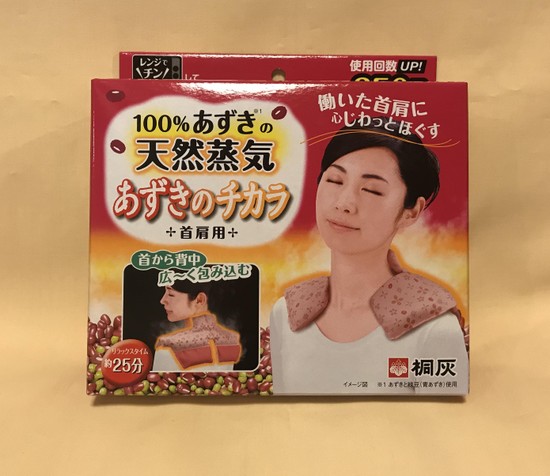 レンジで
チン!
して
使用回数UP!
250
100%あずきの※1
天然蒸気
あずきのチカラ
首肩用
働いた首肩に
心じわっとほぐす
首から背中
広~く包み込む
リラックスタイム
約25分
桐灰
イメージ図
※1 あずきと緑豆(青あずき)使用